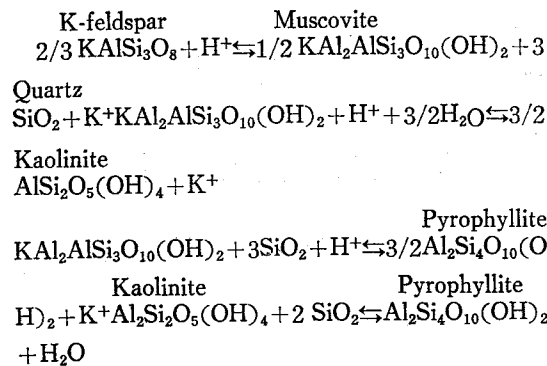 K-feldspar Muscovite
2/3 KAlSi₃O₈+H⁺⇆1/2 KAl₂AlSi₃O₁₀(OH)₂+3
Quartz
SiO₂+K⁺KAl₂AlSi₃O₁₀(OH)₂+H⁺+3/2H₂O⇆3/2
Kaolinite
AlSi₂O₅(OH)₄+K⁺
Pyrophyllite
KAl₂AlSi₃O₁₀(OH)₂+3SiO₂+H⁺⇆3/2Al₂Si₄O₁₀(O
Kaolinite Pyrophyllite
H)₂+K⁺Al₂Si₂O₅(OH)₄+2 SiO₂⇆Al₂Si₄O₁₀(OH)₂
+H₂O